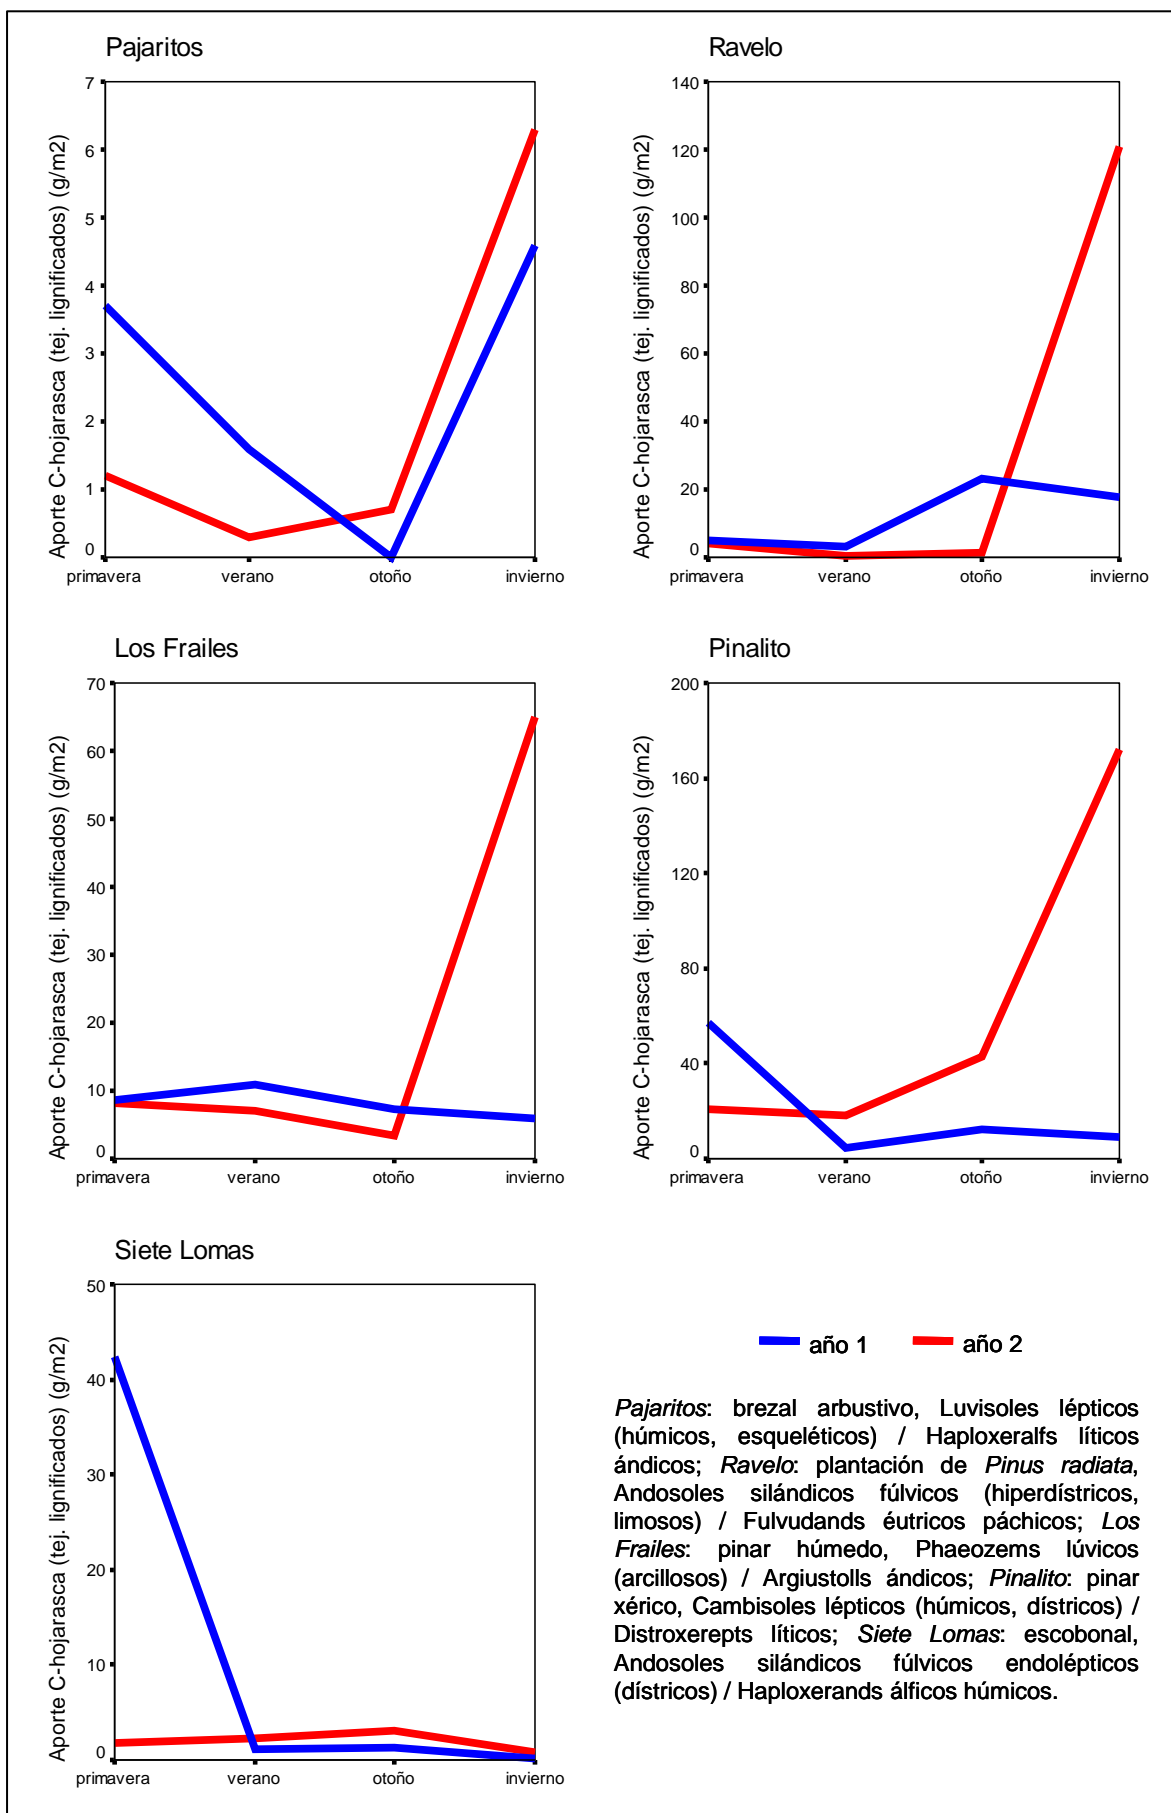 Pajaritos
Aporte C-hojarasca (tej. lignificados) (g/m2)
7
6
5
4
3
2
1
0
primavera verano otoño invierno
Ravelo
Aporte C-hojarasca (tej. lignificados) (g/m2)
140
120
100
80
60
40
20
0
primavera verano otoño invierno
Los Frailes
Aporte C-hojarasca (tej. lignificados) (g/m2)
70
60
50
40
30
20
10
0
primavera verano otoño invierno
Pinalito
Aporte C-hojarasca (tej. lignificados) (g/m2)
200
160
120
80
40
0
primavera verano otoño invierno
Siete Lomas
Aporte C-hojarasca (tej. lignificados) (g/m2)
50
40
30
20
10
0
primavera verano otoño invierno
año 1 año 2
Pajaritos: brezal arbustivo, Luvisoles lépticos
(húmicos, esqueléticos) / Haploxeralfs líticos
ándicos; Ravelo: plantación de Pinus radiata,
Andosoles silándicos fúlvicos (hiperdístricos,
limosos) / Fulvudands éutricos páchicos; Los
Frailes: pinar húmedo, Phaeozems lúvicos
(arcillosos) / Argiustolls ándicos; Pinalito: pinar
xérico, Cambisoles lépticos (húmicos, dístricos) /
Distroxerepts líticos; Siete Lomas: escobonal,
Andosoles silándicos fúlvicos endolépticos
(dístricos) / Haploxerands álficos húmicos.